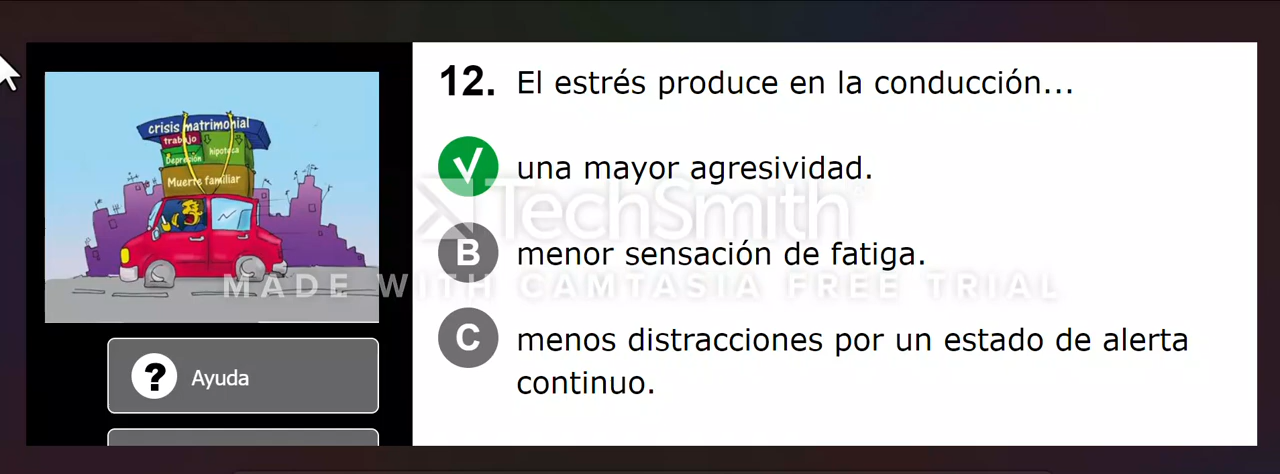 12. El estrés produce en la conducción...
crisis matrimonial
trabajo
hipoteca
Depresión
Muerte familiar
una mayor agresividad.
TechSmith
B menor sensación de fatiga.
MADE WITH CAMTASIA FREE TRIAL
C menos distracciones por un estado de alerta
continuo.
? Ayuda